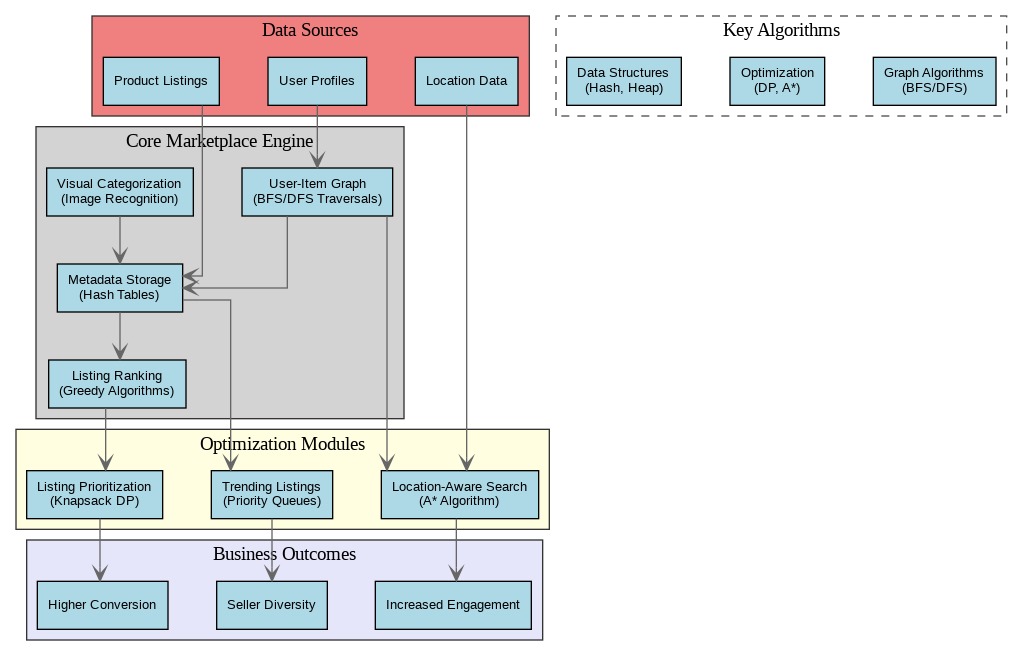 Data Sources
Product Listings
User Profiles
Location Data
Key Algorithms
Data Structures
(Hash, Heap)
Optimization
(DP, A*)
Graph Algorithms
(BFS/DFS)
Core Marketplace Engine
Visual Categorization
(Image Recognition)
User-Item Graph
(BFS/DFS Traversals)
Metadata Storage
(Hash Tables)
Listing Ranking
(Greedy Algorithms)
Optimization Modules
Listing Prioritization
(Knapsack DP)
Trending Listings
(Priority Queues)
Location-Aware Search
(A* Algorithm)
Business Outcomes
Higher Conversion
Seller Diversity
Increased Engagement